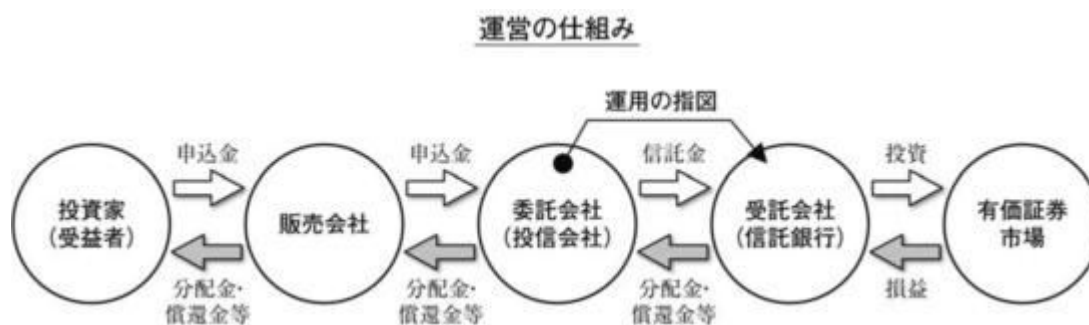 運営の仕組み
運用の指図
申込金
申込金
信託金
投資
投資家
(受益者)
販売会社
委託会社
(投信会社)
受託会社
(信託銀行)
有価証券
市場
分配金・
償還金等
分配金・
償還金等
分配金・
償還金等
損益